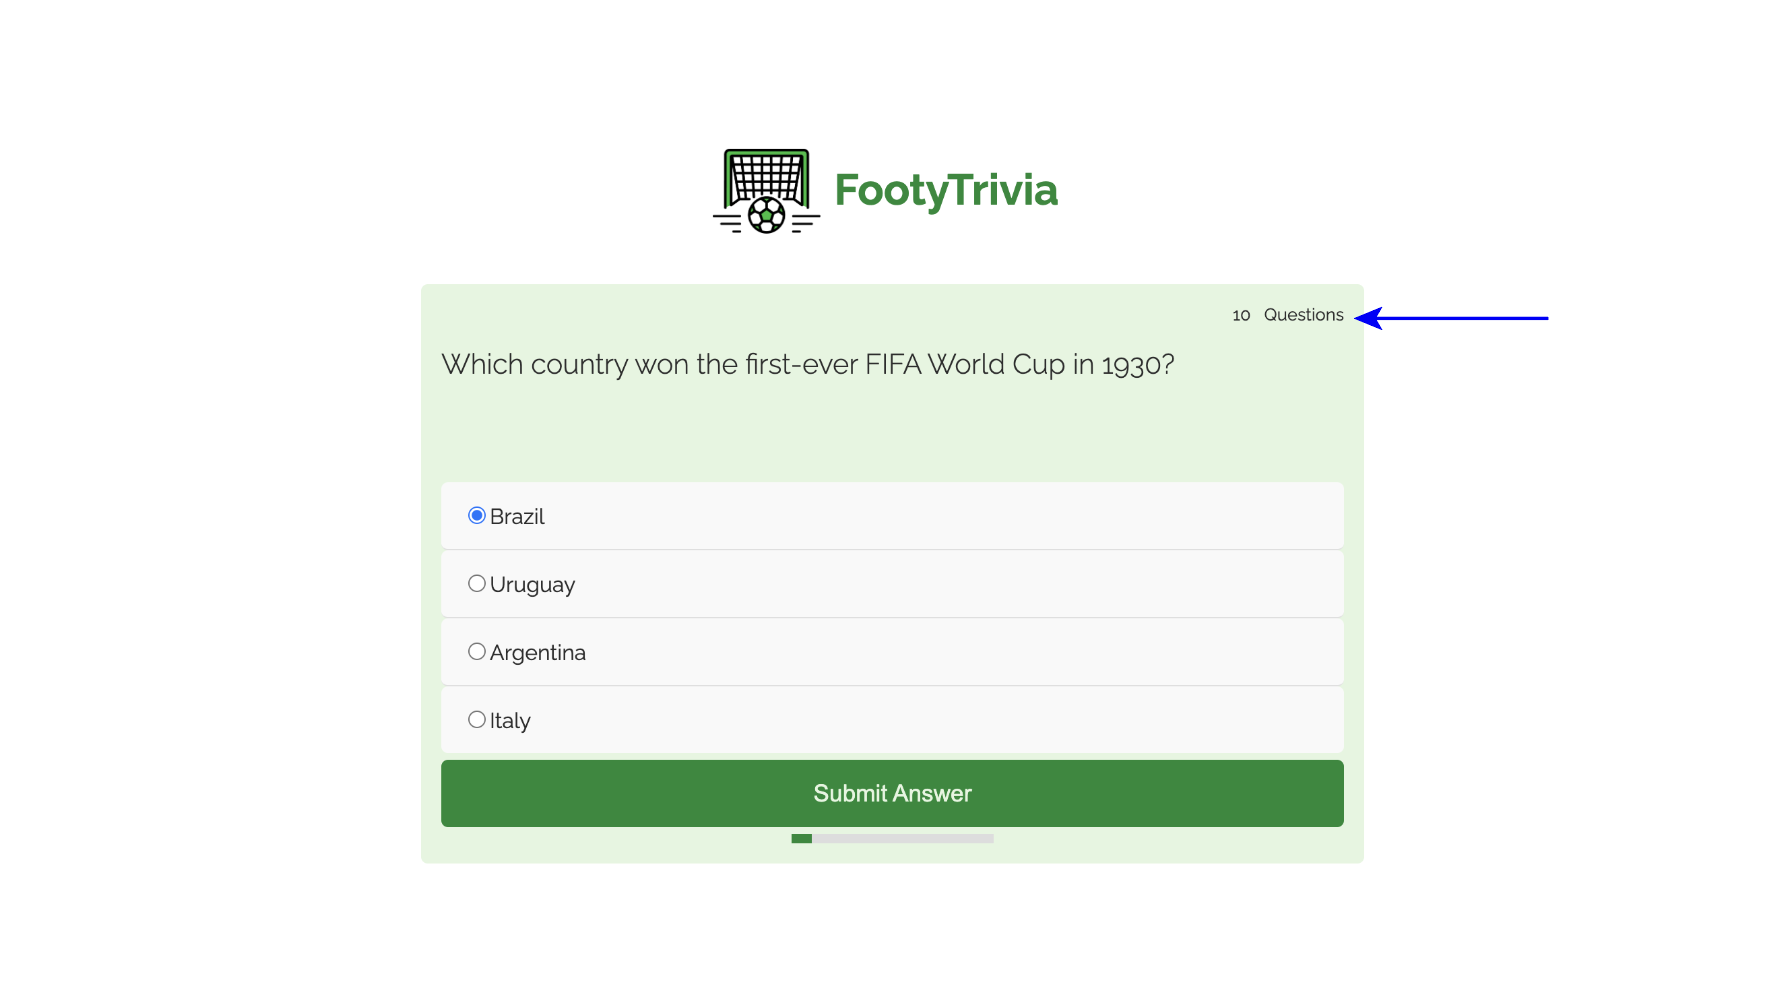 FootyTrivia
10 Questions
Which country won the first-ever FIFA World Cup in 1930?
Brazil
Uruguay
Argentina
Italy
Submit Answer